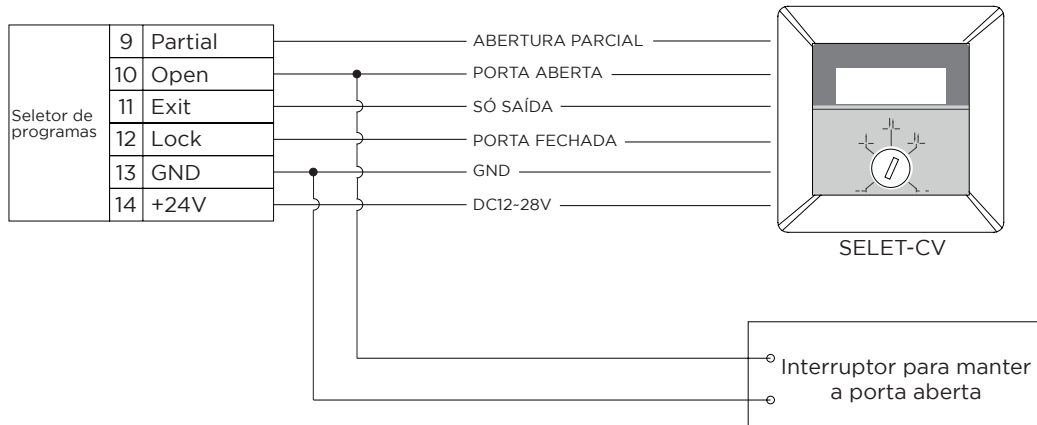 Seletor de
programas
9 Partial
10 Open
11 Exit
12 Lock
13 GND
14 +24V
ABERTURA PARCIAL
PORTA ABERTA
SÓ SAÍDA
PORTA FECHADA
GND
DC12~28V
SELET-CV
Interruptor para manter
a porta aberta